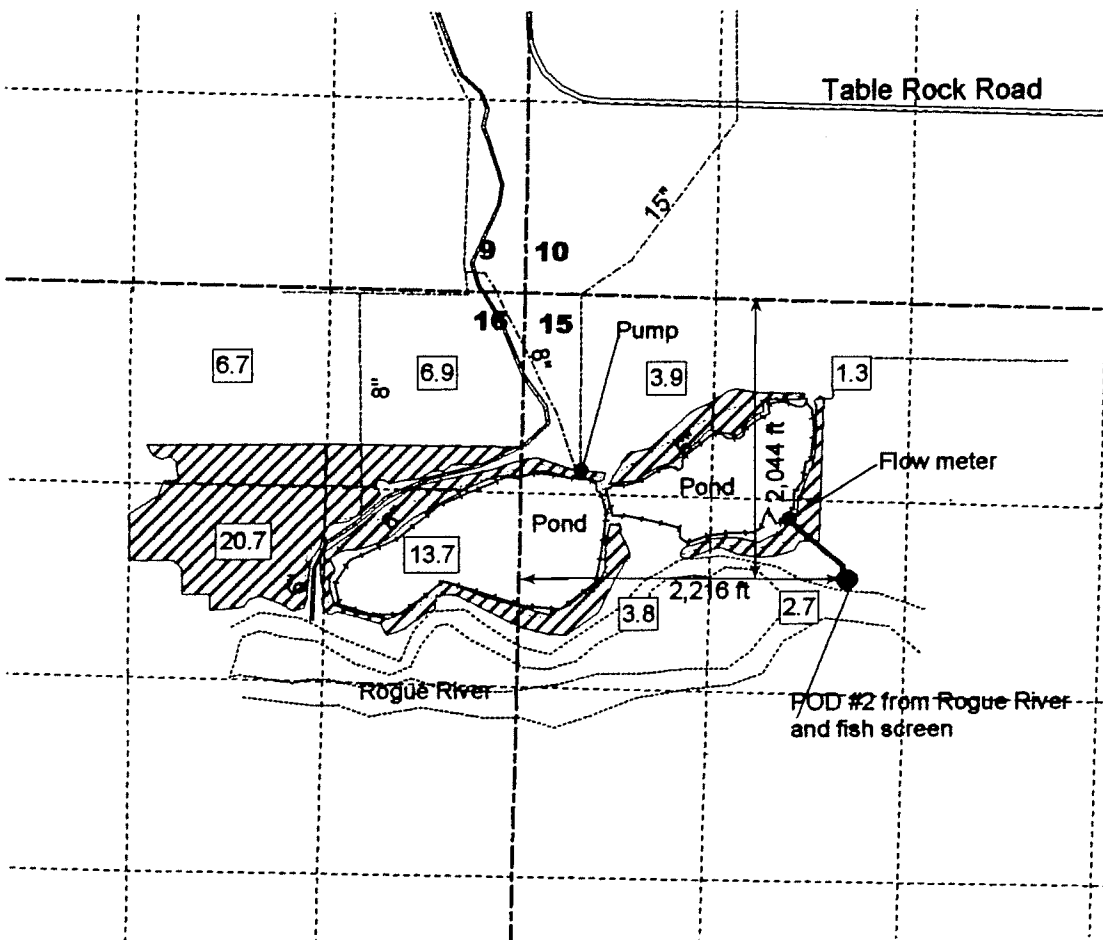 Table Rock Road
15"
9 10
16 15
Pump
8"
6.7
6.9
8"
3.9
1.3
2,044 ft
Flow meter
Pond
Pond
20.7
13.7
2,216 ft
3.8
2.7
Rogue River
POD #2 from Rogue River
and fish screen